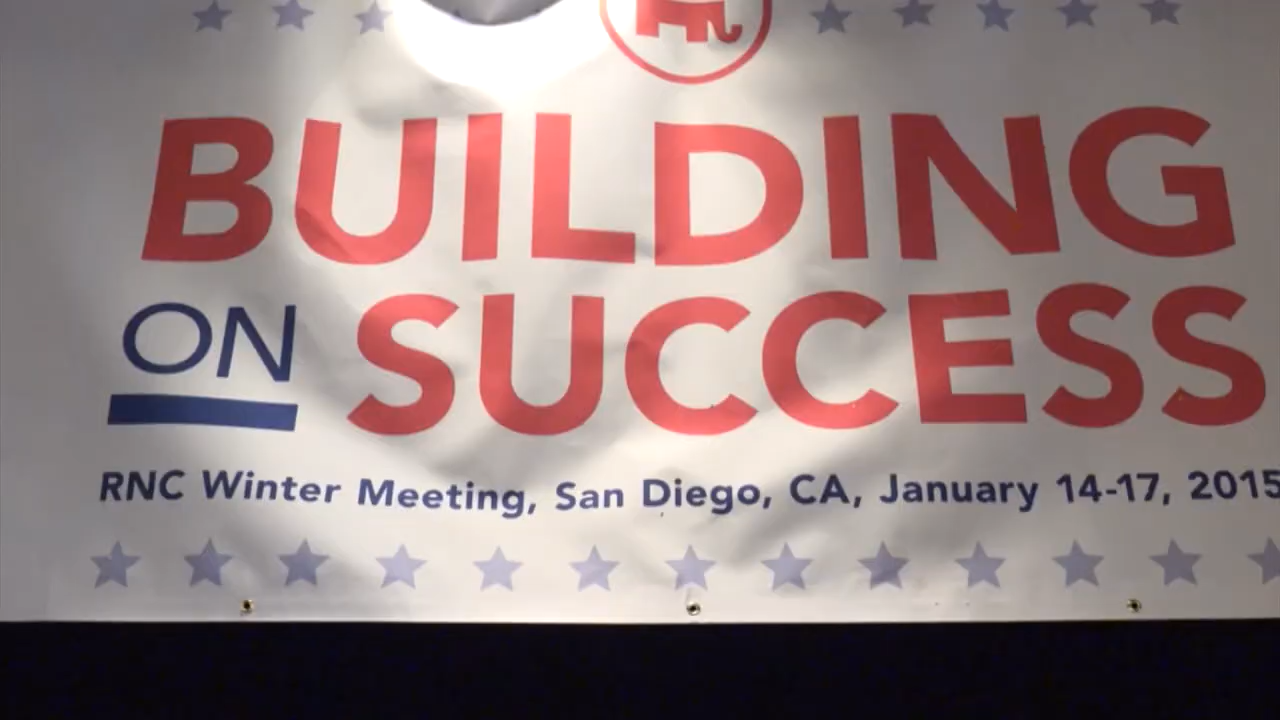 BUILDING
ON SUCCESS
RNC Winter Meeting, San Diego, CA, January 14-17, 2015